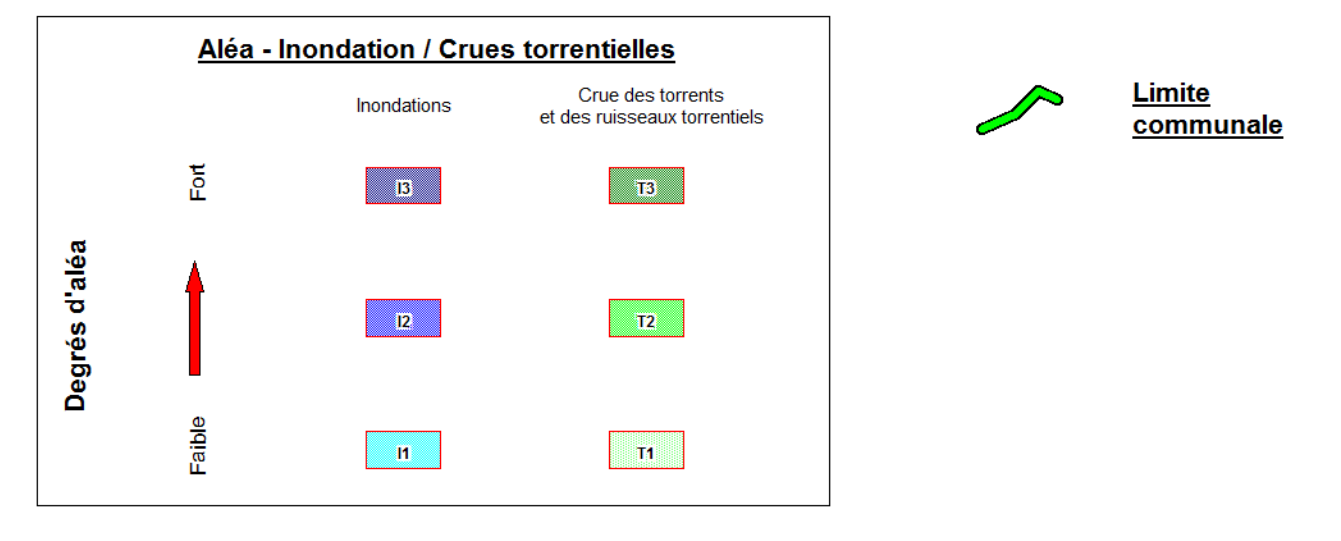 Aléa - Inondation / Crues torrentielles
Inondations
Crue des torrents
et des ruisseaux torrentiels
Limite
communale
Degrés d'aléa
Fort
I3
T3
I2
T2
Faible
I1
T1